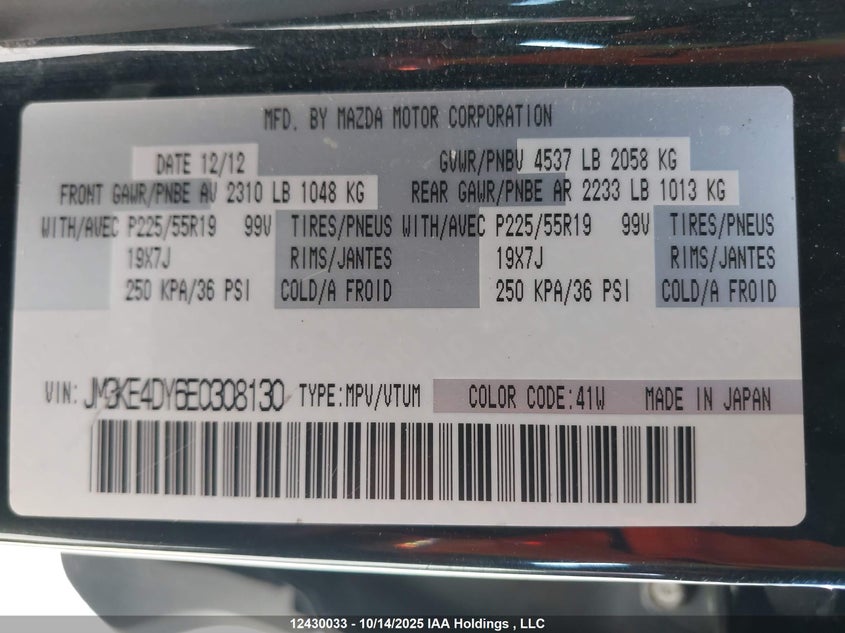 MFD. BY MAZDA MOTOR CORPORATION
DATE 12/12 GVWR/PNBV 4537 LB 2058 KG
FRONT GAWR/PNBE AV 2310 LB 1048 KG REAR GAWR/PNBE AR 2233 LB 1013 KG
WITH/AVEC P225/55R19 99V TIRES/PNEUS WITH/AVEC P225/55R19 99V TIRES/PNEUS
19X7J RIMS/JANTES 19X7J RIMS/JANTES
250 KPA/36 PSI COLD/A FROID 250 KPA/36 PSI COLD/A FROID
VIN: JM3KE4DY6E0308130 TYPE:MPV/VTUM COLOR CODE:41W MADE IN JAPAN
12430033 - 10/14/2025 IAA Holdings , LLC